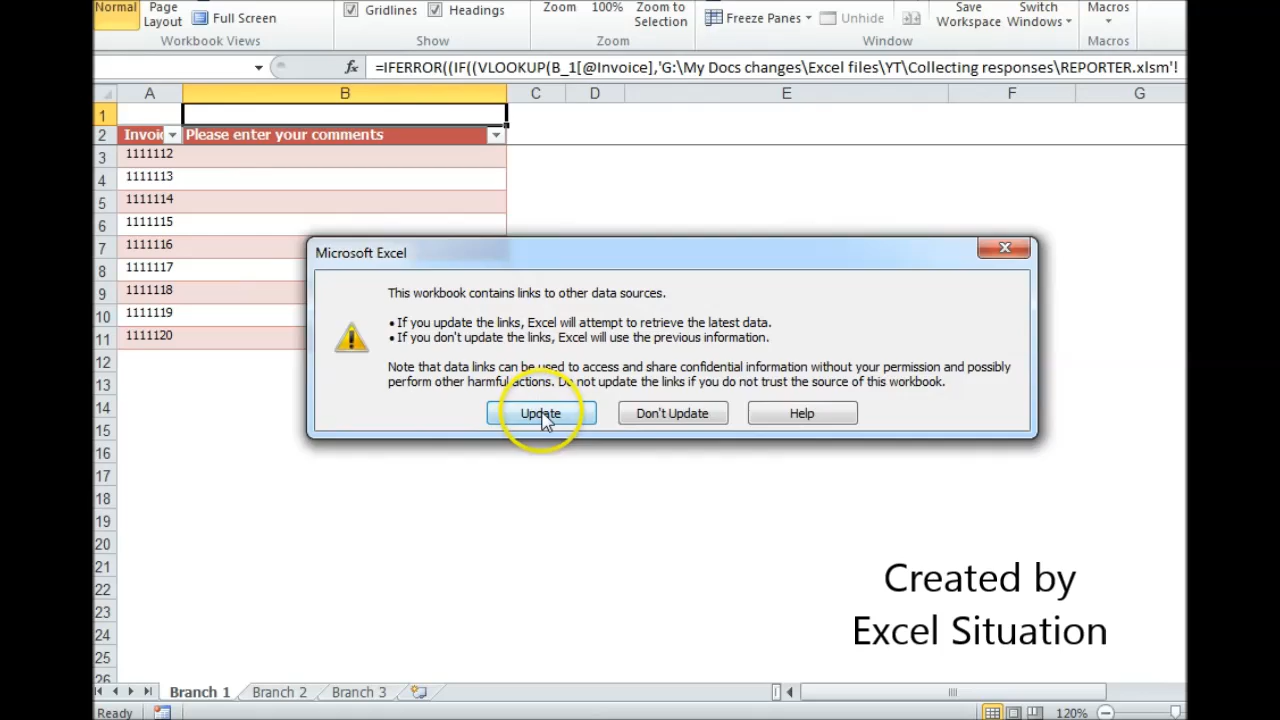 Normal Page Layout Full Screen Gridlines Headings Zoom 100% Zoom to Selection Freeze Panes Unhide Save Workspace Switch Windows Macros
Workbook Views Show Zoom Window Macros
fx =IFERROR((IF((VLOOKUP(B_1[@Invoice],'G:\My Docs changes\Excel files\YT\Collecting responses\REPORTER.xlsm'!
A B C D E F G
1
2 Invoic Please enter your comments
3 1111112
4 1111113
5 1111114
6 1111115
7 1111116
8 1111117
9 1111118
10 1111119
11 1111120
12
13
14
15
16
17
18
19
20
21
22
23
24
25
26
Microsoft Excel
This workbook contains links to other data sources.
• If you update the links, Excel will attempt to retrieve the latest data.
• If you don't update the links, Excel will use the previous information.
Note that data links can be used to access and share confidential information without your permission and possibly
perform other harmful actions. Do not update the links if you do not trust the source of this workbook.
Update Don't Update Help
Created by
Excel Situation
Branch 1 Branch 2 Branch 3
Ready 120%